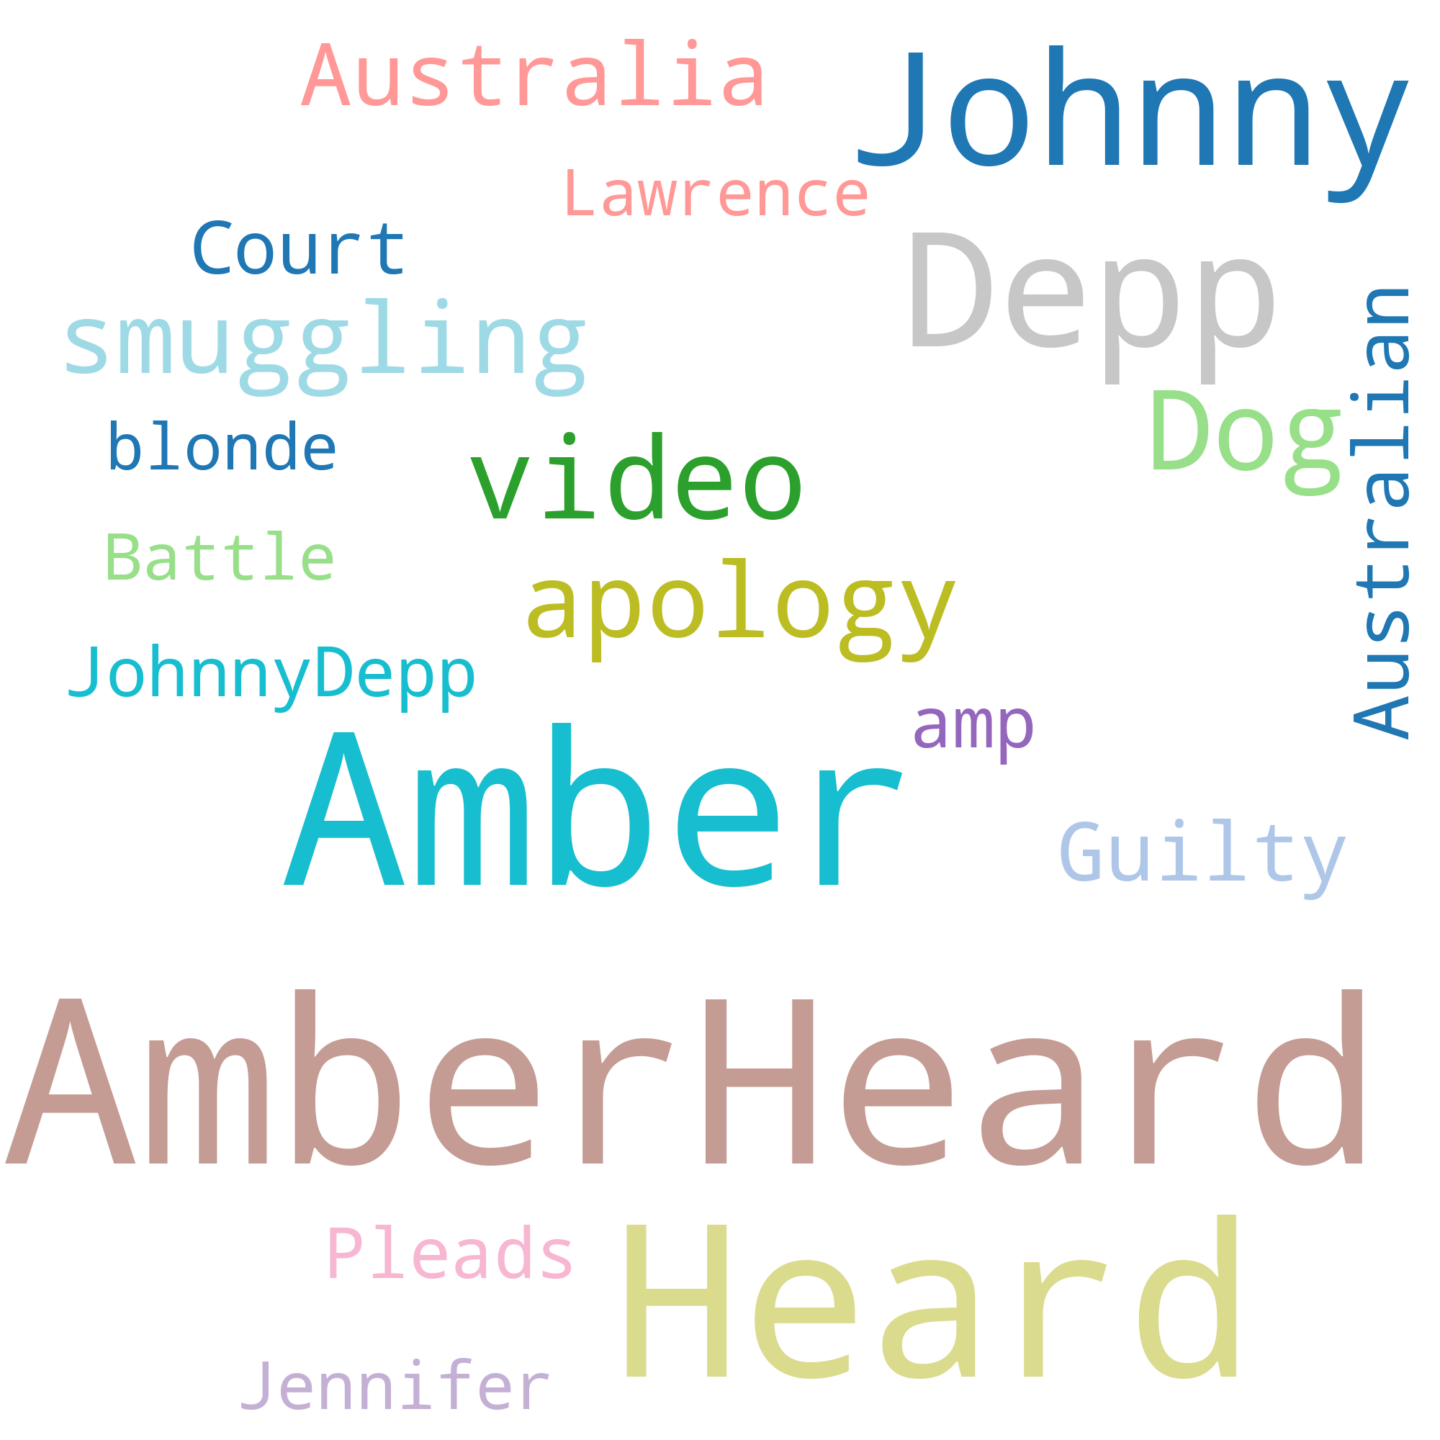 Australia
Johnny
Lawrence
Court
Depp
smuggling
Australian
Dog
blonde
video
Battle
apology
JohnnyDepp
amp
Amber
Guilty
AmberHeard
Pleads
Heard
Jennifer